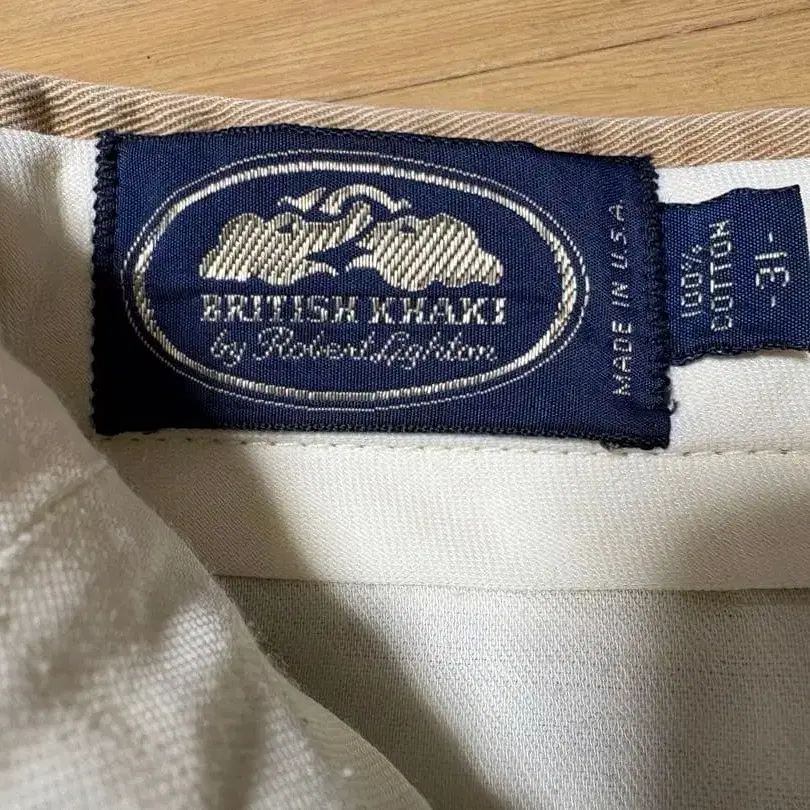 BRITISH KHAKI
by Robert Lighton
MADE IN U.S.A.
100%
COTTON
-31-